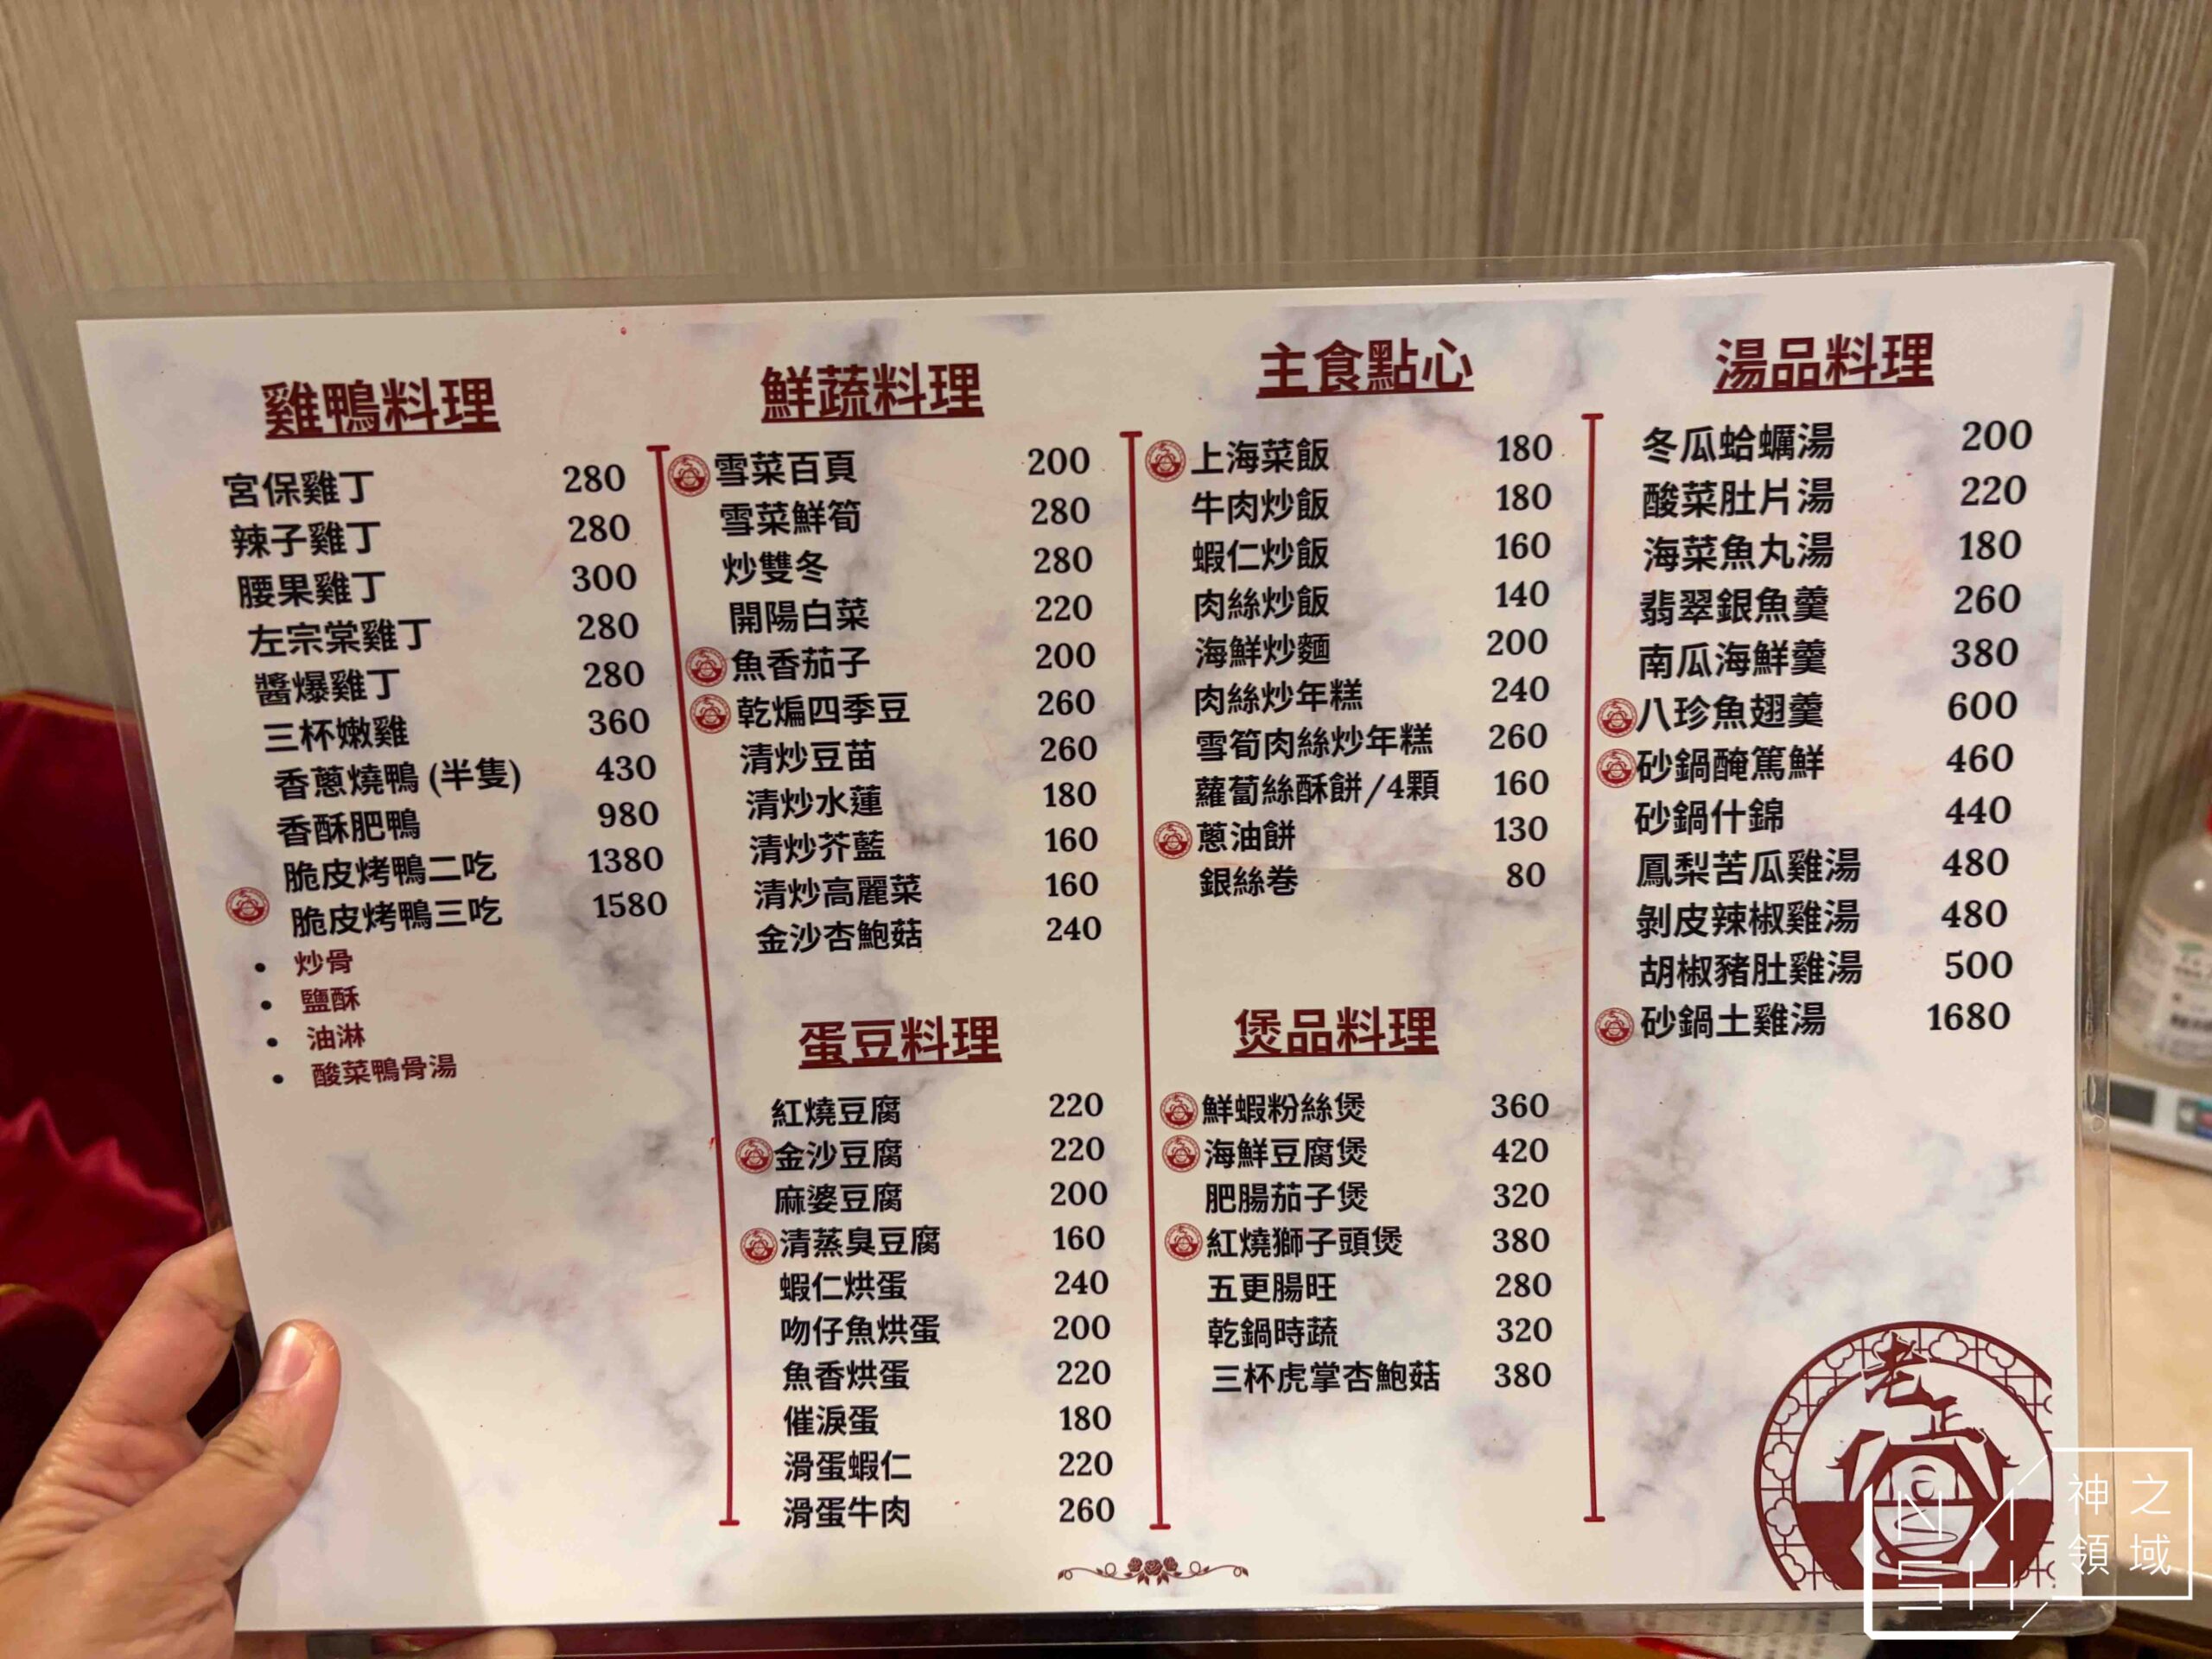 雞鴨料理
宮保雞丁 280
辣子雞丁 280
腰果雞丁 300
左宗棠雞丁 280
醬爆雞丁 280
三杯嫩雞 360
香蔥燒鴨 (半隻) 430
香酥肥鴨 980
脆皮烤鴨二吃 1380
脆皮烤鴨三吃 1580
• 炒骨
• 鹽酥
• 油淋
• 酸菜鴨骨湯
鮮蔬料理
雪菜百頁 200
雪菜鮮筍 280
炒雙冬 280
開陽白菜 220
魚香茄子 200
乾煸四季豆 260
清炒豆苗 260
清炒水蓮 180
清炒芥藍 160
清炒高麗菜 160
金沙杏鮑菇 240
蛋豆料理
紅燒豆腐 220
金沙豆腐 220
麻婆豆腐 200
清蒸臭豆腐 160
蝦仁烘蛋 240
吻仔魚烘蛋 200
魚香烘蛋 220
催淚蛋 180
滑蛋蝦仁 220
滑蛋牛肉 260
主食點心
上海菜飯 180
牛肉炒飯 180
蝦仁炒飯 160
肉絲炒飯 140
海鮮炒麵 200
肉絲炒年糕 240
雪筍肉絲炒年糕 260
蘿蔔絲酥餅/4顆 160
蔥油餅 130
銀絲卷 80
煲品料理
鮮蝦粉絲煲 360
海鮮豆腐煲 420
肥腸茄子煲 320
紅燒獅子頭煲 380
五更腸旺 280
乾鍋時蔬 320
三杯虎掌杏鮑菇 380
湯品料理
冬瓜蛤蠣湯 200
酸菜肚片湯 220
海菜魚丸湯 180
翡翠銀魚羹 260
南瓜海鮮羹 380
八珍魚翅羹 600
砂鍋醃篤鮮 460
砂鍋什錦 440
鳳梨苦瓜雞湯 480
剝皮辣椒雞湯 480
胡椒豬肚雞湯 500
砂鍋土雞湯 1680
老正
神之
領域